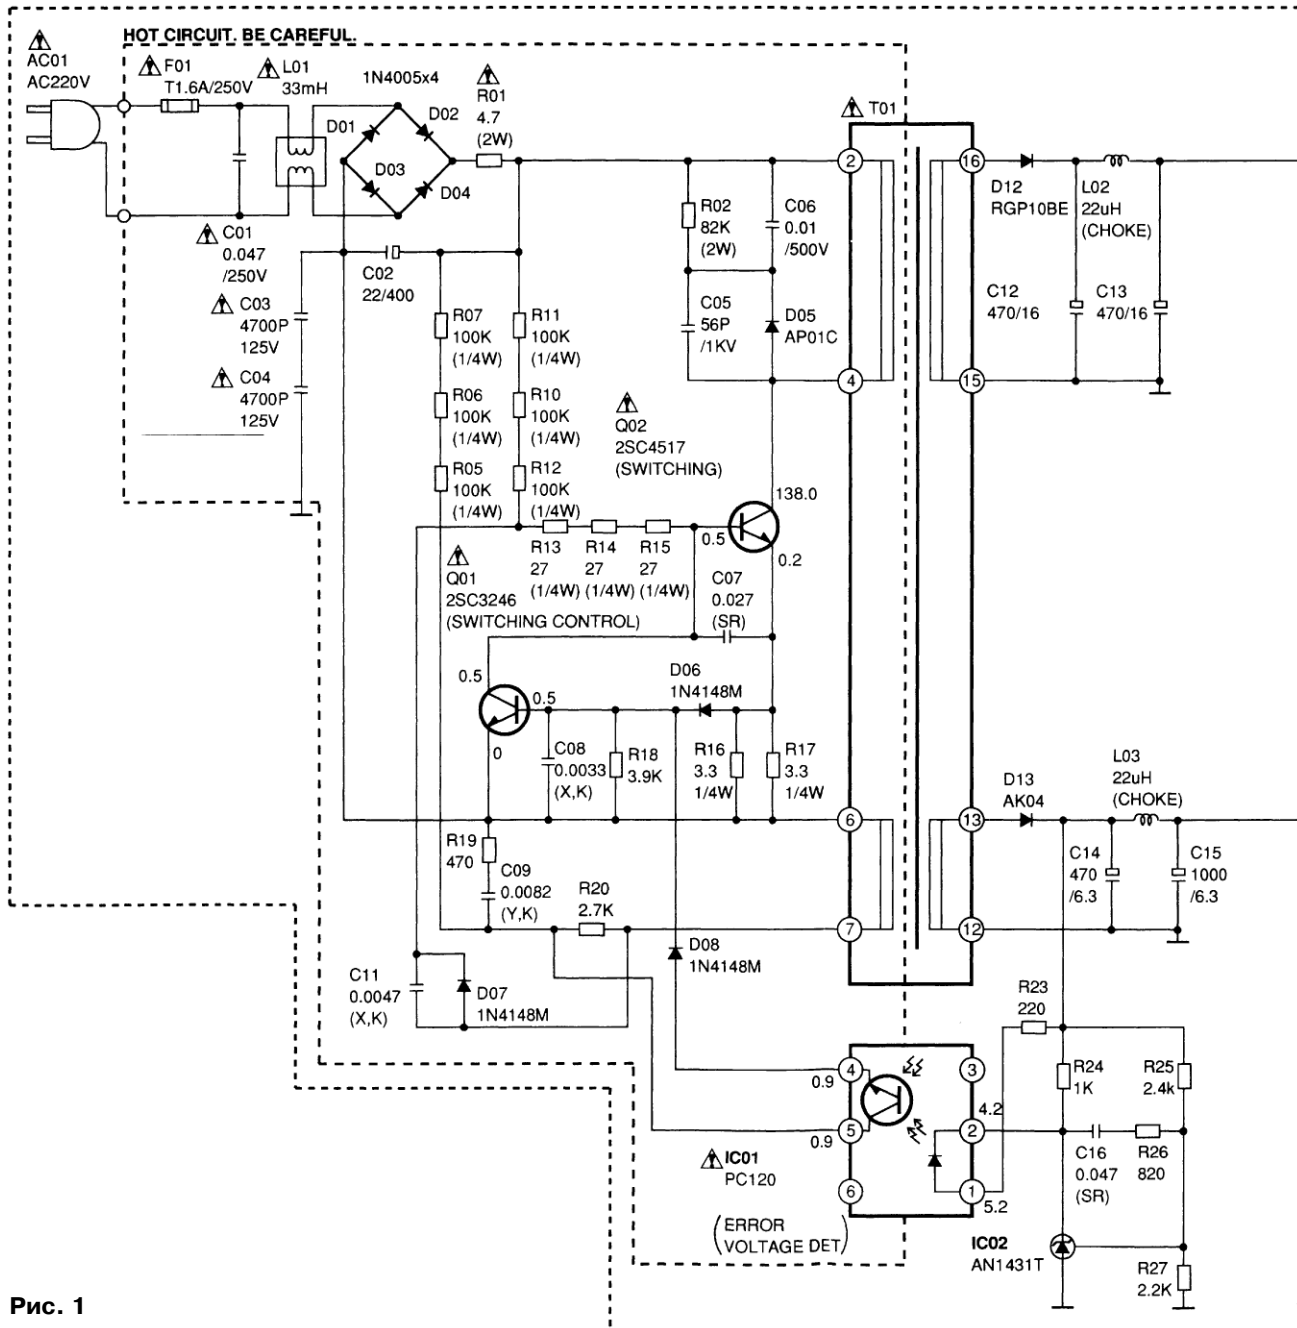 HOT CIRCUIT. BE CAREFUL.
AC01
AC220V
F01
T1.6A/250V
L01
33mH
1N4005x4
R01
4.7
(2W)
D01
D02
D03
D04
T01
2
16
D12
RGP10BE
L02
22uH
(CHOKE)
R02
82K
(2W)
C06
0.01
/500V
C01
0.047
/250V
C02
22/400
C03
4700P
125V
C04
4700P
125V
R07
100K
(1/4W)
R11
100K
(1/4W)
C05
56P
/1KV
D05
AP01C
C12
470/16
C13
470/16
4
15
R06
100K
(1/4W)
R10
100K
(1/4W)
Q02
2SC4517
(SWITCHING)
R05
100K
(1/4W)
R12
100K
(1/4W)
138.0
0.5
0.2
R13
27
(1/4W)
R14
27
(1/4W)
R15
27
(1/4W)
Q01
2SC3246
(SWITCHING CONTROL)
C07
0.027
(SR)
0.5
0.5
0
D06
1N4148M
C08
0.0033
(X,K)
R18
3.9K
R16
3.3
1/4W
R17
3.3
1/4W
D13
AK04
L03
22uH
(CHOKE)
6
13
R19
470
C09
0.0082
(Y,K)
R20
2.7K
C14
470
/6.3
C15
1000
/6.3
7
12
D08
1N4148M
C11
0.0047
(X,K)
D07
1N4148M
R23
220
4
0.9
3
R24
1K
R25
2.4k
4.2
5
0.9
2
IC01
PC120
C16
0.047
(SR)
R26
820
6
1
5.2
(ERROR
VOLTAGE DET)
IC02
AN1431T
R27
2.2K
Рис. 1